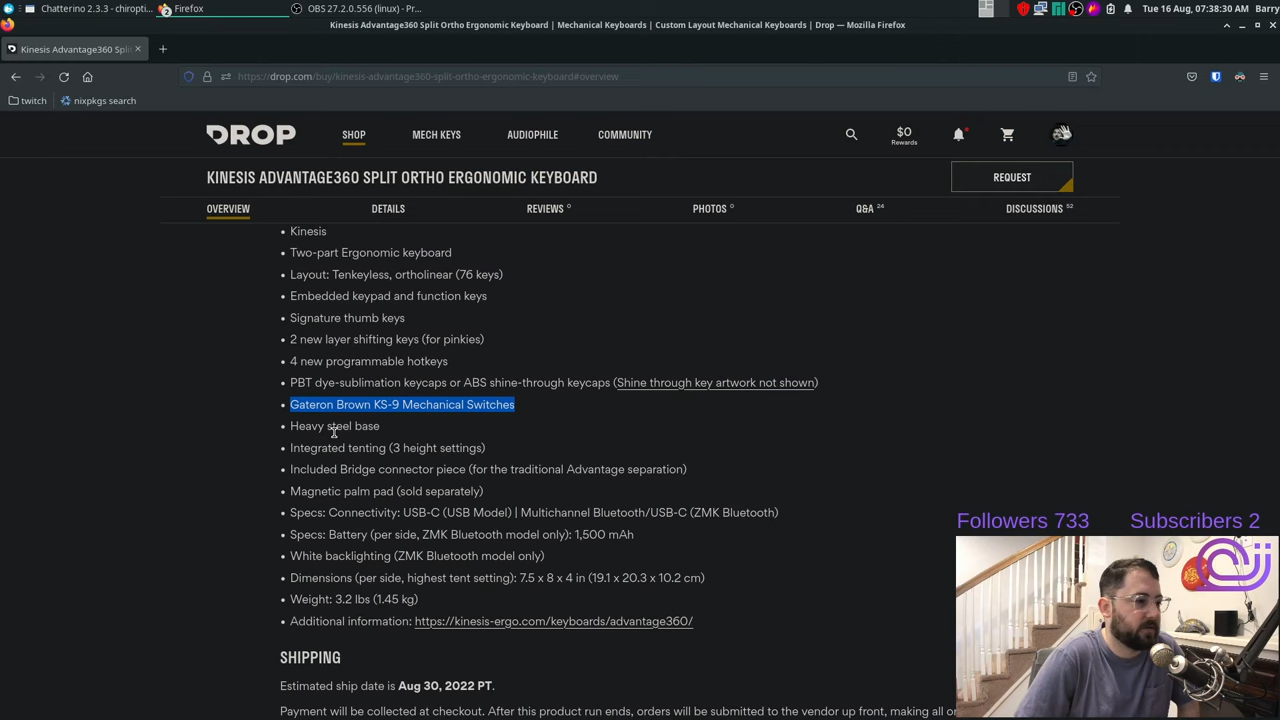 Chatterino 2.3.3 - chiropti...
Firefox
2
OBS 27.2.0.556 (linux) - Pr...
Tue 16 Aug, 07:38:30 AM, Barry
Kinesis Advantage360 Split Ortho Ergonomic Keyboard | Mechanical Keyboards | Custom Layout Mechanical Keyboards | Drop — Mozilla Firefox
Kinesis Advantage360 Spli
https://drop.com/buy/kinesis-advantage360-split-ortho-ergonomic-keyboard#overview
twitch
nixpkgs search
DROP
SHOP
MECH KEYS
AUDIOPHILE
COMMUNITY
$0
Rewards
KINESIS ADVANTAGE360 SPLIT ORTHO ERGONOMIC KEYBOARD
REQUEST
OVERVIEW
DETAILS
REVIEWS 0
PHOTOS 0
Q&A 24
DISCUSSIONS 52
• Kinesis
• Two-part Ergonomic keyboard
• Layout: Tenkeyless, ortholinear (76 keys)
• Embedded keypad and function keys
• Signature thumb keys
• 2 new layer shifting keys (for pinkies)
• 4 new programmable hotkeys
• PBT dye-sublimation keycaps or ABS shine-through keycaps (Shine through key artwork not shown)
• Gateron Brown KS-9 Mechanical Switches
• Heavy steel base
• Integrated tenting (3 height settings)
• Included Bridge connector piece (for the traditional Advantage separation)
• Magnetic palm pad (sold separately)
• Specs: Connectivity: USB-C (USB Model) | Multichannel Bluetooth/USB-C (ZMK Bluetooth)
• Specs: Battery (per side, ZMK Bluetooth model only): 1,500 mAh
• White backlighting (ZMK Bluetooth model only)
• Dimensions (per side, highest tent setting): 7.5 x 8 x 4 in (19.1 x 20.3 x 10.2 cm)
• Weight: 3.2 lbs (1.45 kg)
• Additional information: https://kinesis-ergo.com/keyboards/advantage360/
SHIPPING
Estimated ship date is Aug 30, 2022 PT.
Payment will be collected at checkout. After this product run ends, orders will be submitted to the vendor up front, making all or
Followers 733
Subscribers 2